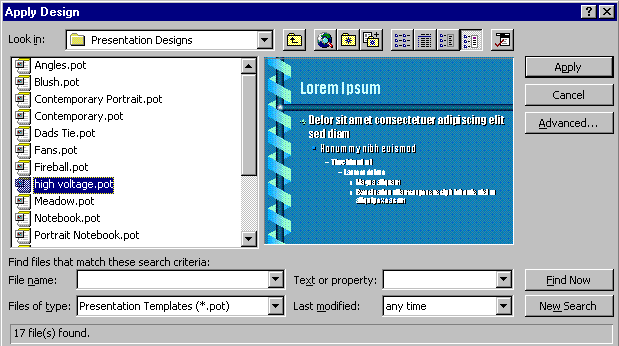 Apply Design
Look in: Presentation Designs
Angles.pot
Blush.pot
Contemporary Portrait.pot
Contemporary.pot
Dads Tie.pot
Fans.pot
Fireball.pot
high voltage.pot
Meadow.pot
Notebook.pot
Portrait Notebook.pot
Lorem Ipsum
Delor sit amet consectetuer adipiscing elit
sed diam
Nonummy nibh euismod
Apply
Cancel
Advanced...
Find files that match these search criteria:
File name: Text or property: Find Now
Files of type: Presentation Templates (*.pot) Last modified: any time New Search
17 file(s) found.